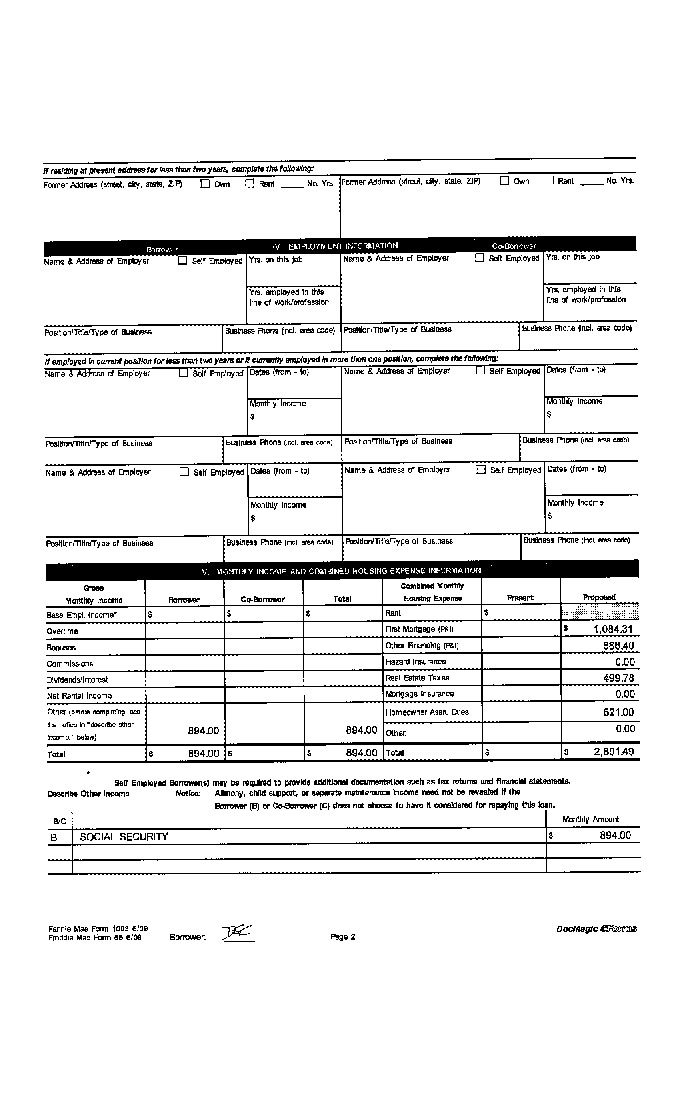 If residing at present address for less than two years, complete the following:
Former Address (street, city, state, ZIP) Own Rent ____ No. Yrs. Former Address (street, city, state, ZIP) Own Rent ____ No. Yrs.
Borrower IV. EMPLOYMENT INFORMATION Co-Borrower
Name & Address of Employer Self Employed Yrs. on this job Name & Address of Employer Self Employed Yrs. on this job
Yrs. employed in this line of work/profession Yrs. employed in this line of work/profession
Position/Title/Type of Business Business Phone (incl. area code) Position/Title/Type of Business Business Phone (incl. area code)
If employed in current position for less than two years or if currently employed in more than one position, complete the following:
Name & Address of Employer Self Employed Dates (from - to) Name & Address of Employer Self Employed Dates (from - to)
Monthly Income Monthly Income
$ $
Position/Title/Type of Business Business Phone (incl. area code) Position/Title/Type of Business Business Phone (incl. area code)
Name & Address of Employer Self Employed Dates (from - to) Name & Address of Employer Self Employed Dates (from - to)
Monthly Income Monthly Income
$ $
Position/Title/Type of Business Business Phone (incl. area code) Position/Title/Type of Business Business Phone (incl. area code)
V. MONTHLY INCOME AND COMBINED HOUSING EXPENSE INFORMATION
Gross Monthly Income Borrower Co-Borrower Total Combined Monthly Housing Expense Present Proposed
Base Empl. Income* $ $ $ Rent $
Overtime First Mortgage (P&I) $ 1,084.31
Bonuses Other Financing (P&I) 
Commissions Hazard Insurance 0.00
Dividends/Interest Real Estate Taxes 499.78
Net Rental Income Mortgage Insurance 0.00
Other (before completing, see the notice in "describe other income," below) 894.00 894.00 Homeowner Assn. Dues 621.00
Other: 0.00
Total $ 894.00 $ $ 894.00 Total $ $ 2,891.49
*
Self Employed Borrower(s) may be required to provide additional documentation such as tax returns and financial statements.
Describe Other Income Notice: Alimony, child support, or separate maintenance income need not be revealed if the
Borrower (B) or Co-Borrower (C) does not choose to have it considered for repaying this loan.
B/C Monthly Amount
B SOCIAL SECURITY $ 894.00
Fannie Mae Form 1003 6/09
Freddie Mac Form 65 6/09 Borrower: Page 2 DocMagic